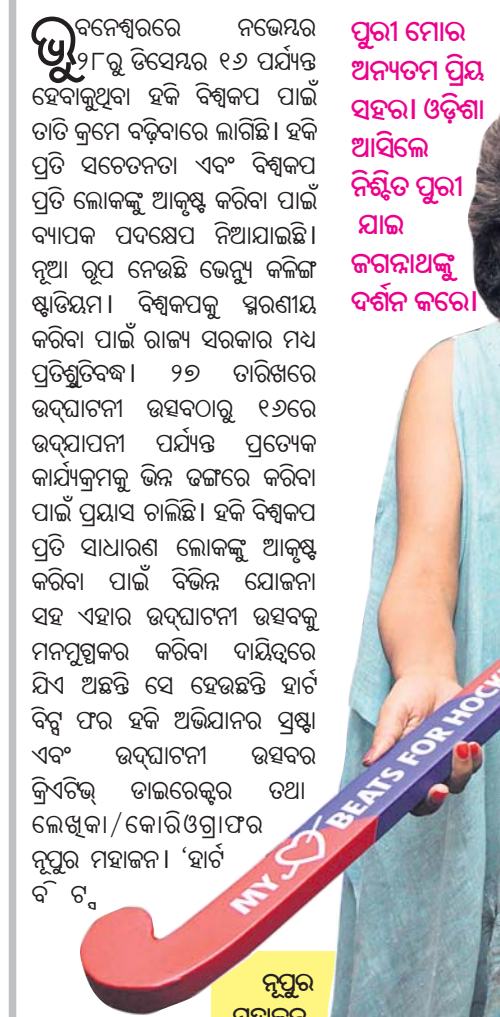 ଭୁବନେଶ୍ୱରରେ ନଭେମ୍ବର
୨୮ରୁ ଡିସେମ୍ବର ୧୬ ପର୍ଯ୍ୟନ୍ତ
ହେବାକୁଥିବା ହକି ବିଶ୍ୱକପ ପାଇଁ
ତାତି କ୍ରମେ ବଢ଼ିବାରେ ଲାଗିଛି। ହକି
ପ୍ରତି ସଚେତନତା ଏବଂ ବିଶ୍ୱକପ
ପ୍ରତି ଲୋକଙ୍କୁ ଆକୃଷ୍ଟ କରିବା ପାଇଁ
ବ୍ୟାପକ ପଦକ୍ଷେପ ନିଆଯାଇଛି।
ନୂଆ ରୂପ ନେଉଛି ଭେନ୍ୟୁ କଳିଙ୍ଗ
ଷ୍ଟାଡିୟମ। ବିଶ୍ୱକପକୁ ସ୍ମରଣୀୟ
କରିବା ପାଇଁ ରାଜ୍ୟ ସରକାର ମଧ୍ୟ
ପ୍ରତିଶ୍ରୁତିବଦ୍ଧ। ୨୭ ତାରିଖରେ
ଉଦ୍‌ଘାଟନୀ ଉତ୍ସବଠାରୁ ୧୬ରେ
ଉଦ୍‌ଯାପନୀ ପର୍ଯ୍ୟନ୍ତ ପ୍ରତ୍ୟେକ
କାର୍ଯ୍ୟକ୍ରମକୁ ଭିନ୍ନ ଢଙ୍ଗରେ କରିବା
ପାଇଁ ପ୍ରୟାସ ଚାଲିଛି। ହକି ବିଶ୍ୱକପ
ପ୍ରତି ସାଧାରଣ ଲୋକଙ୍କୁ ଆକୃଷ୍ଟ
କରିବା ପାଇଁ ବିଭିନ୍ନ ଯୋଜନା
ସହ ଏହାର ଉଦ୍‌ଘାଟନୀ ଉତ୍ସବକୁ
ମନମୁଗ୍ଧକର କରିବା ଦାୟିତ୍ୱରେ
ଯିଏ ଅଛନ୍ତି ସେ ହେଉଛନ୍ତି ହାର୍ଟ
ବିଟ୍ସ ଫର ହକି ଅଭିଯାନର ସ୍ରଷ୍ଟା
ଏବଂ ଉଦ୍‌ଘାଟନୀ ଉତ୍ସବର
କ୍ରିଏଟିଭ୍ ଡାଇରେକ୍ଟର ତଥା
ଲେଖିକା/କୋରିଓଗ୍ରାଫର
ନୂପୁର ମହାଜନ। ‘ହାର୍ଟ
ବିଟ୍ସ
ପୁରୀ ମୋର
ଅନ୍ୟତମ ପ୍ରିୟ
ସହର। ଓଡ଼ିଶା
ଆସିଲେ
ନିଶ୍ଚିତ ପୁରୀ
ଯାଇ
ଜଗନ୍ନାଥଙ୍କୁ
ଦର୍ଶନ କରେ।
MY BEATS FOR HOCK
ନୂପୁର
ମହାଜନ